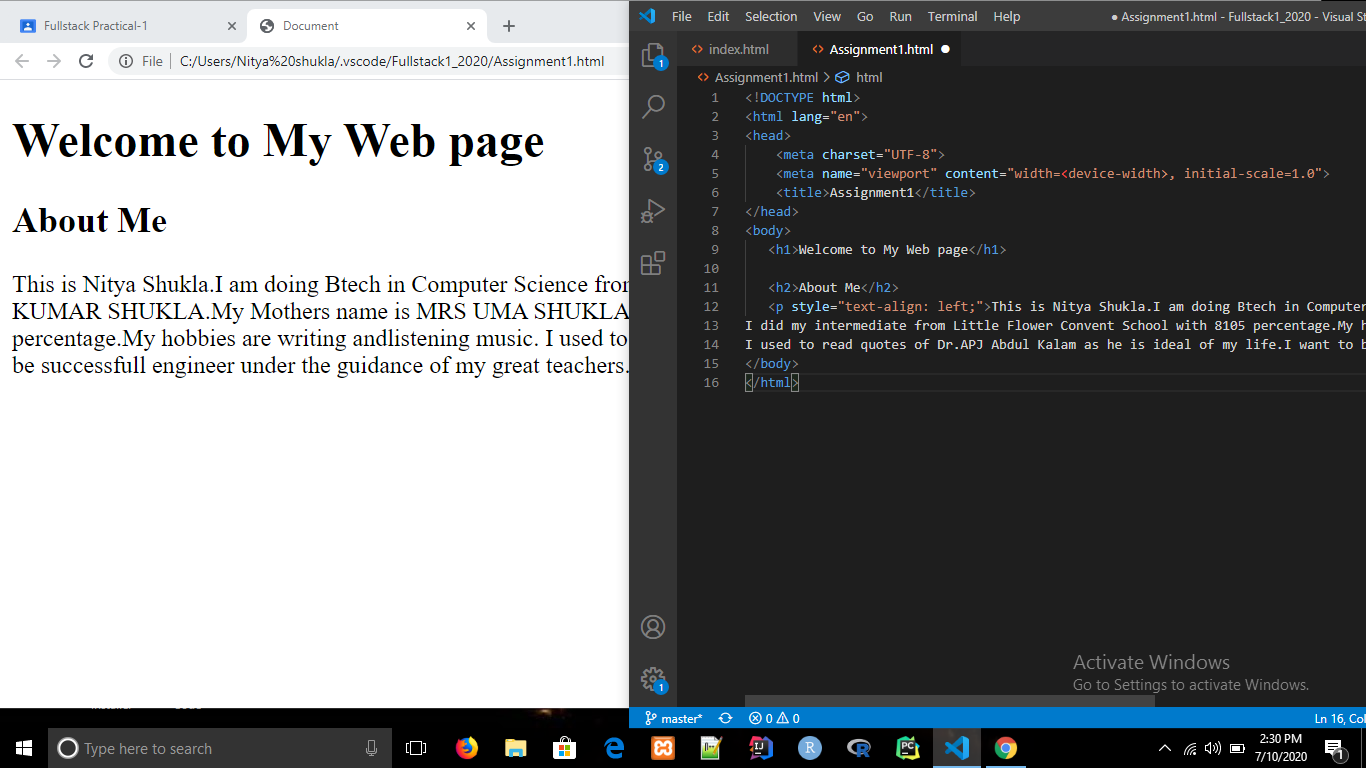 Fullstack Practical-1
Document
File
C:/Users/Nitya%20shukla/.vscode/Fullstack1_2020/Assignment1.html
Welcome to My Web page
About Me
This is Nitya Shukla.I am doing Btech in Computer Science from
KUMAR SHUKLA.My Mothers name is MRS UMA SHUKLA
percentage.My hobbies are writing andlistening music. I used to
be successfull engineer under the guidance of my great teachers.
File Edit Selection View Go Run Terminal Help
● Assignment1.html - Fullstack1_2020 - Visual St
index.html
Assignment1.html ●
Assignment1.html > html
1 <!DOCTYPE html>
2 <html lang="en">
3 <head>
4 <meta charset="UTF-8">
5 <meta name="viewport" content="width=<device-width>, initial-scale=1.0">
6 <title>Assignment1</title>
7 </head>
8 <body>
9 <h1>Welcome to My Web page</h1>
10
11 <h2>About Me</h2>
12 <p style="text-align: left;">This is Nitya Shukla.I am doing Btech in Computer
13 I did my intermediate from Little Flower Convent School with 8105 percentage.My h
14 I used to read quotes of Dr.APJ Abdul Kalam as he is ideal of my life.I want to b
15 </body>
16 </html>
1
2
1
Activate Windows
Go to Settings to activate Windows.
master* 0 0
Ln 16, Col
Type here to search
2:30 PM
7/10/2020
1